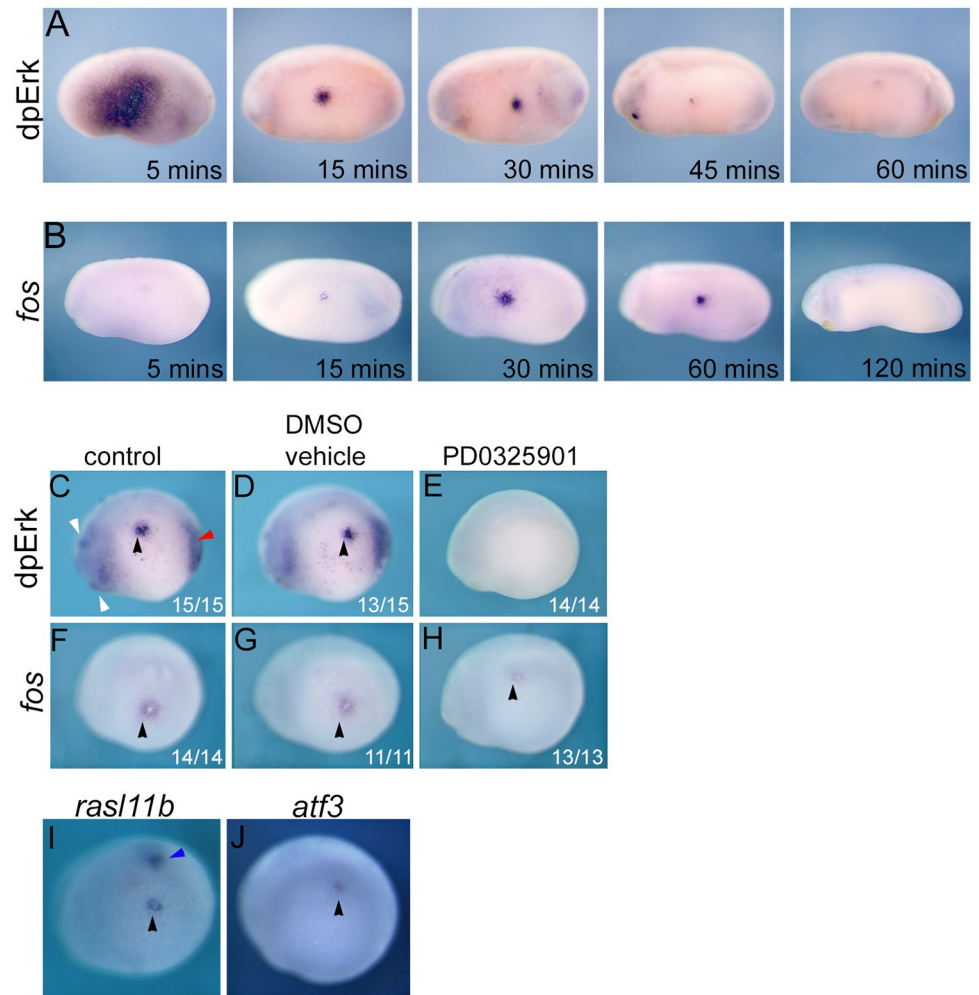 A
dpErk
5 mins
15 mins
30 mins
45 mins
60 mins
B
fos
5 mins
15 mins
30 mins
60 mins
120 mins
control
DMSO
vehicle
PD0325901
dpErk
C
15/15
D
13/15
E
14/14
fos
F
14/14
G
11/11
H
13/13
rasl11b
atf3
I
J